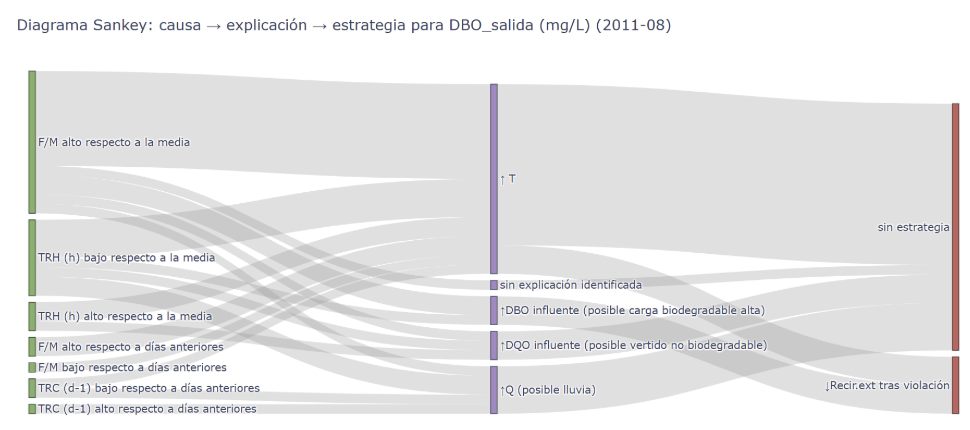 Diagrama Sankey: causa → explicación → estrategia para DBO_salida (mg/L) (2011-08)
F/M alto respecto a la media
TRH (h) bajo respecto a la media
TRH (h) alto respecto a la media
F/M alto respecto a días anteriores
F/M bajo respecto a días anteriores
TRC (d-1) bajo respecto a días anteriores
TRC (d-1) alto respecto a días anteriores
↑ T
sin explicación identificada
↑DBO influente (posible carga biodegradable alta)
↑DQO influente (posible vertido no biodegradable)
↑Q (posible lluvia)
sin estrategia
↓Recir.ext tras violación